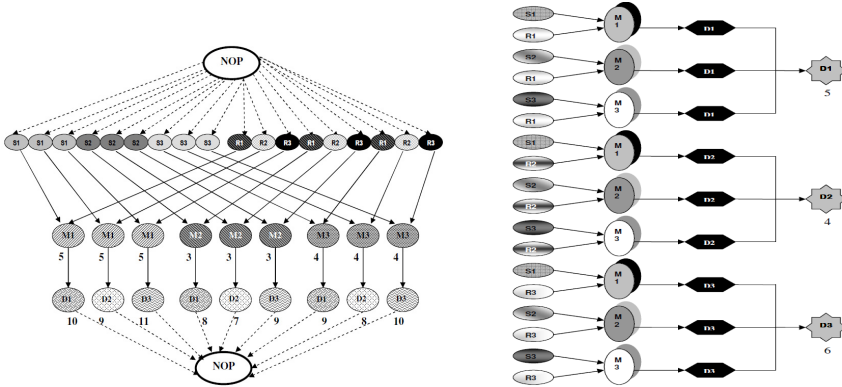 NOP
S1 S1 S1 S2 S2 S2 S3 S3 S3 R1 R2 R3 R1 R2 R3 R1 R2 R3
M1 M1 M1 M2 M2 M2 M3 M3 M3
5 5 5 3 3 3 4 4 4
D1 D2 D3 D1 D2 D3 D1 D2 D3
10 9 11 8 7 9 9 8 10
NOP
S1
R1
M 1
D1
S2
R1
M 2
D1
D1
5
S3
R1
M 3
D1
S1
R2
M 1
D2
S2
R2
M 2
D2
D2
4
S3
R2
M 3
D2
S1
R3
M 1
D3
S2
R3
M 2
D3
D3
6
S3
R3
M 3
D3